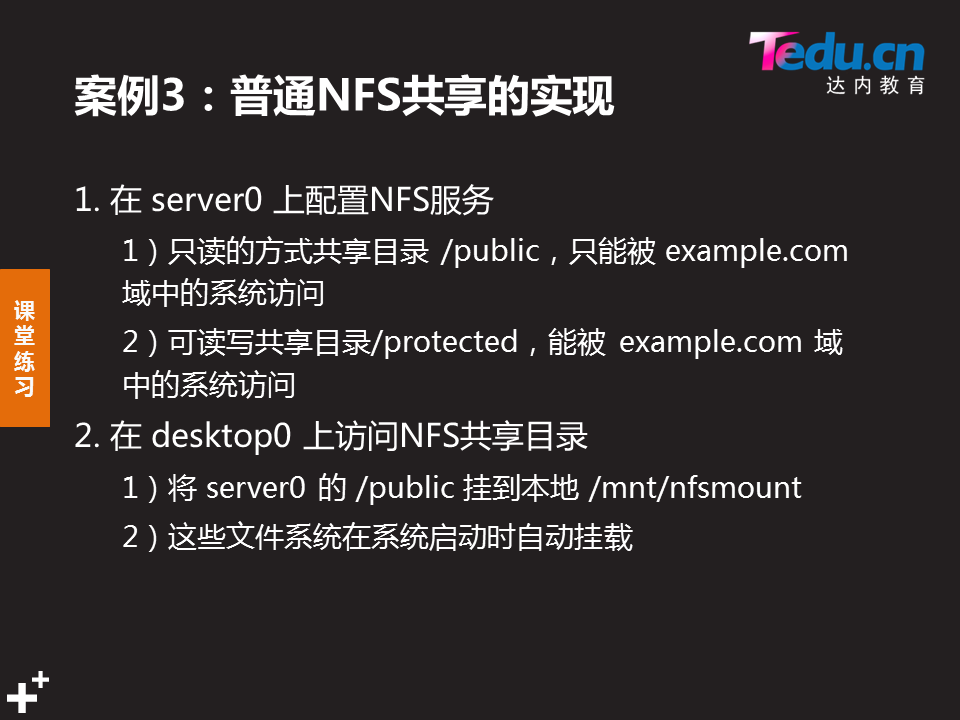 Tedu.cn
达内教育
案例3：普通NFS共享的实现
1. 在 server0 上配置NFS服务
1）只读的方式共享目录 /public，只能被 example.com
域中的系统访问
2）可读写共享目录/protected，能被 example.com 域
中的系统访问
课堂练习
2. 在 desktop0 上访问NFS共享目录
1）将 server0 的 /public 挂到本地 /mnt/nfsmount
2）这些文件系统在系统启动时自动挂载